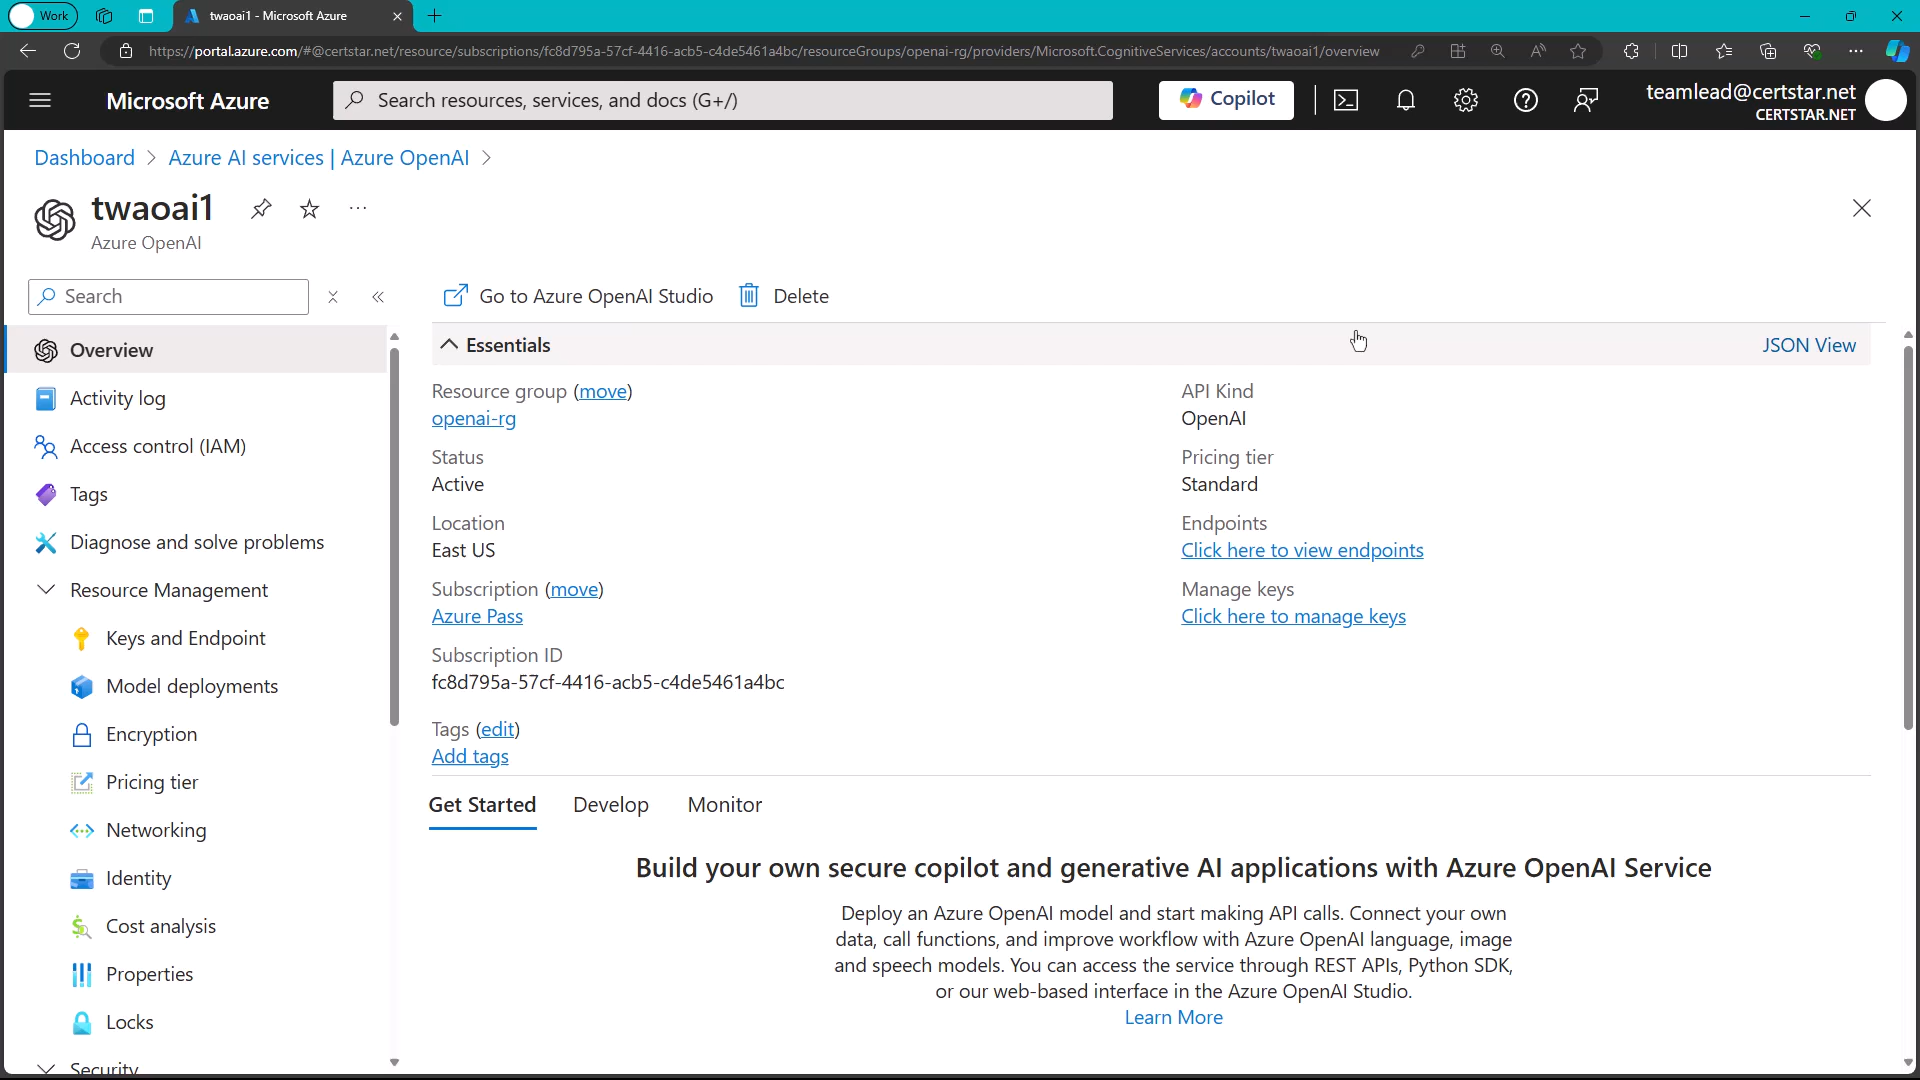 Work
twaoai1 - Microsoft Azure
https://portal.azure.com/#@certstar.net/resource/subscriptions/fc8d795a-57cf-4416-acb5-c4de5461a4bc/resourceGroups/openai-rg/providers/Microsoft.CognitiveServices/accounts/twaoai1/overview
Microsoft Azure
Search resources, services, and docs (G+/)
Copilot
teamlead@certstar.net
CERTSTAR.NET
Dashboard > Azure AI services | Azure OpenAI >
twaoai1
Azure OpenAI
Search
Go to Azure OpenAI Studio
Delete
Overview
Activity log
Access control (IAM)
Tags
Diagnose and solve problems
Resource Management
Keys and Endpoint
Model deployments
Encryption
Pricing tier
Networking
Identity
Cost analysis
Properties
Locks
Security
Essentials
JSON View
Resource group (move)
openai-rg
Status
Active
Location
East US
Subscription (move)
Azure Pass
Subscription ID
fc8d795a-57cf-4416-acb5-c4de5461a4bc
Tags (edit)
Add tags
API Kind
OpenAI
Pricing tier
Standard
Endpoints
Click here to view endpoints
Manage keys
Click here to manage keys
Get Started
Develop
Monitor
Build your own secure copilot and generative AI applications with Azure OpenAI Service
Deploy an Azure OpenAI model and start making API calls. Connect your own
data, call functions, and improve workflow with Azure OpenAI language, image
and speech models. You can access the service through REST APIs, Python SDK,
or our web-based interface in the Azure OpenAI Studio.
Learn More